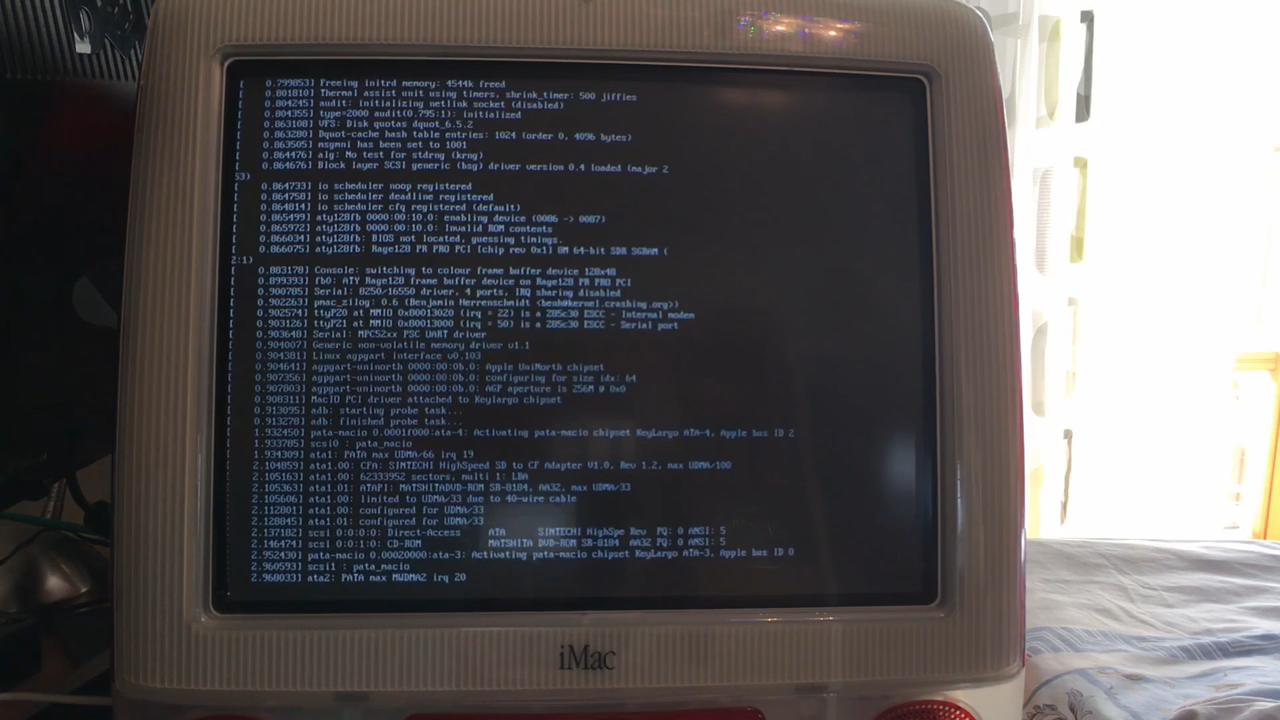 [    0.799853] Freeing initrd memory: 4544k freed
[    0.801810] Thermal assist unit using timers, shrink_timer: 500 jiffies
[    0.804245] audit: initializing netlink socket (disabled)
[    0.804355] type=2000 audit(0.795:1): initialized
[    0.863108] VFS: Disk quotas dquot_6.5.2
[    0.863280] Dquot-cache hash table entries: 1024 (order 0, 4096 bytes)
[    0.863505] msgmni has been set to 1001
[    0.864476] alg: No test for stdrng (krng)
[    0.864676] Block layer SCSI generic (bsg) driver version 0.4 loaded (major 2
53)
[    0.864733] io scheduler noop registered
[    0.864758] io scheduler deadline registered
[    0.864814] io scheduler cfq registered (default)
[    0.865499] aty128fb 0000:00:10.0: enabling device (0086 -> 0087)
[    0.865972] aty128fb 0000:00:10.0: Invalid ROM contents
[    0.866034] aty128fb: BIOS not located, guessing timings.
[    0.866075] aty128fb: Rage128 PR PRO PCI [chip rev 0x1] 8M 64-bit SDR SGRAM (
2:1)
[    0.883178] Console: switching to colour frame buffer device 128x48
[    0.899393] fb0: ATY Rage128 frame buffer device on Rage128 PR PRO PCI
[    0.900785] Serial: 8250/16550 driver, 4 ports, IRQ sharing disabled
[    0.902263] pmac_zilog: 0.6 (Benjamin Herrenschmidt <benh@kernel.crashing.org>)
[    0.902574] ttyPZ0 at MMIO 0x80013020 (irq = 22) is a Z85c30 ESCC - Internal modem
[    0.903126] ttyPZ1 at MMIO 0x80013000 (irq = 50) is a Z85c30 ESCC - Serial port
[    0.903648] Serial: MPC52xx PSC UART driver
[    0.904007] Generic non-volatile memory driver v1.1
[    0.904381] Linux agpgart interface v0.103
[    0.904641] agpgart-uninorth 0000:00:0b.0: Apple UniNorth chipset
[    0.907356] agpgart-uninorth 0000:00:0b.0: configuring for size idx: 64
[    0.907803] agpgart-uninorth 0000:00:0b.0: AGP aperture is 256M @ 0x0
[    0.908311] MacIO PCI driver attached to Keylargo chipset
[    0.913095] adb: starting probe task...
[    0.913278] adb: finished probe task...
[    1.932450] pata-macio 0.0001f000:ata-4: Activating pata-macio chipset KeyLargo ATA-4, Apple bus ID 2
[    1.933785] scsi0 : pata_macio
[    1.934309] ata1: PATA max UDMA/66 irq 19
[    2.104859] ata1.00: CFA: SINTECHI HighSpeed SD to CF Adapter V1.0, Rev 1.2, max UDMA/100
[    2.105163] ata1.00: 62333952 sectors, multi 1: LBA
[    2.105363] ata1.01: ATAPI: MATSHITADVD-ROM SR-8184, AA32, max UDMA/33
[    2.105606] ata1.00: limited to UDMA/33 due to 40-wire cable
[    2.112801] ata1.00: configured for UDMA/33
[    2.128845] ata1.01: configured for UDMA/33
[    2.137182] scsi 0:0:0:0: Direct-Access     ATA      SINTECHI HighSpe Rev  PQ: 0 ANSI: 5
[    2.146474] scsi 0:0:1:0: CD-ROM            MATSHITA DVD-ROM SR-8184  AA32 PQ: 0 ANSI: 5
[    2.952430] pata-macio 0.00020000:ata-3: Activating pata-macio chipset KeyLargo ATA-3, Apple bus ID 0
[    2.960593] scsi1 : pata_macio
[    2.968033] ata2: PATA max MWDMA2 irq 20
iMac